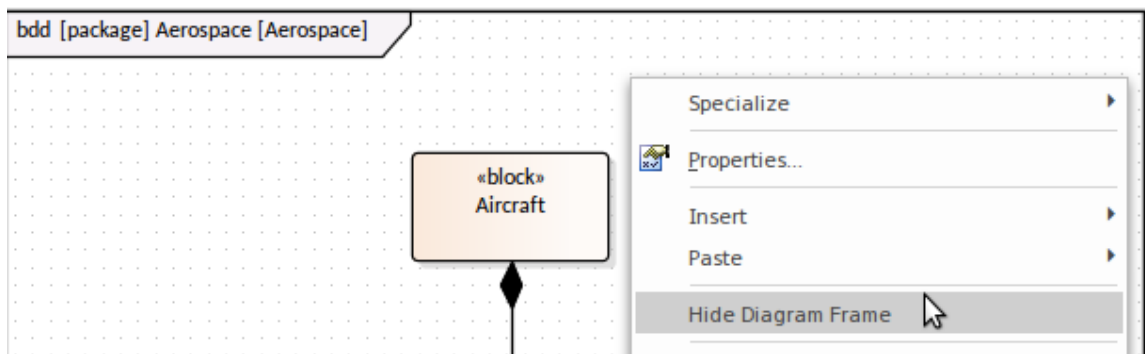 bdd [package] Aerospace [Aerospace]
«block»
Aircraft
Specialize
Properties...
Insert
Paste
Hide Diagram Frame